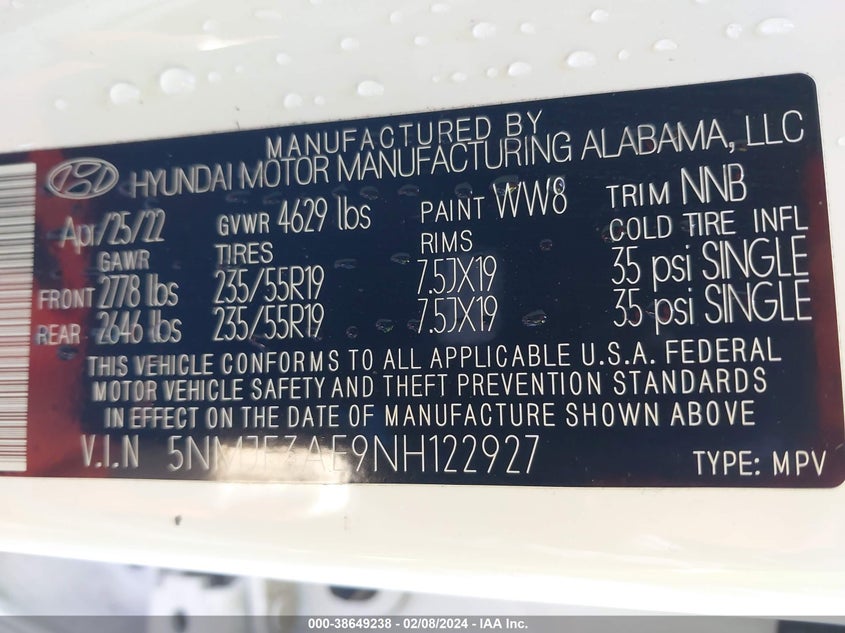 MANUFACTURED BY
HYUNDAI MOTOR MANUFACTURING ALABAMA, LLC
Apr/25/22 GVWR 4629 lbs PAINT WW8 TRIM NNB
GAWR TIRES RIMS COLD TIRE INFL
FRONT 2778 lbs 235/55R19 7.5JX19 35 psi SINGLE
REAR 2646 lbs 235/55R19 7.5JX19 35 psi SINGLE
THIS VEHICLE CONFORMS TO ALL APPLICABLE U.S.A. FEDERAL
MOTOR VEHICLE SAFETY AND THEFT PREVENTION STANDARDS
IN EFFECT ON THE DATE OF MANUFACTURE SHOWN ABOVE
V.I.N 5NMJF3AE9NH122927 TYPE: MPV
000-38649238 - 02/08/2024 - IAA Inc.